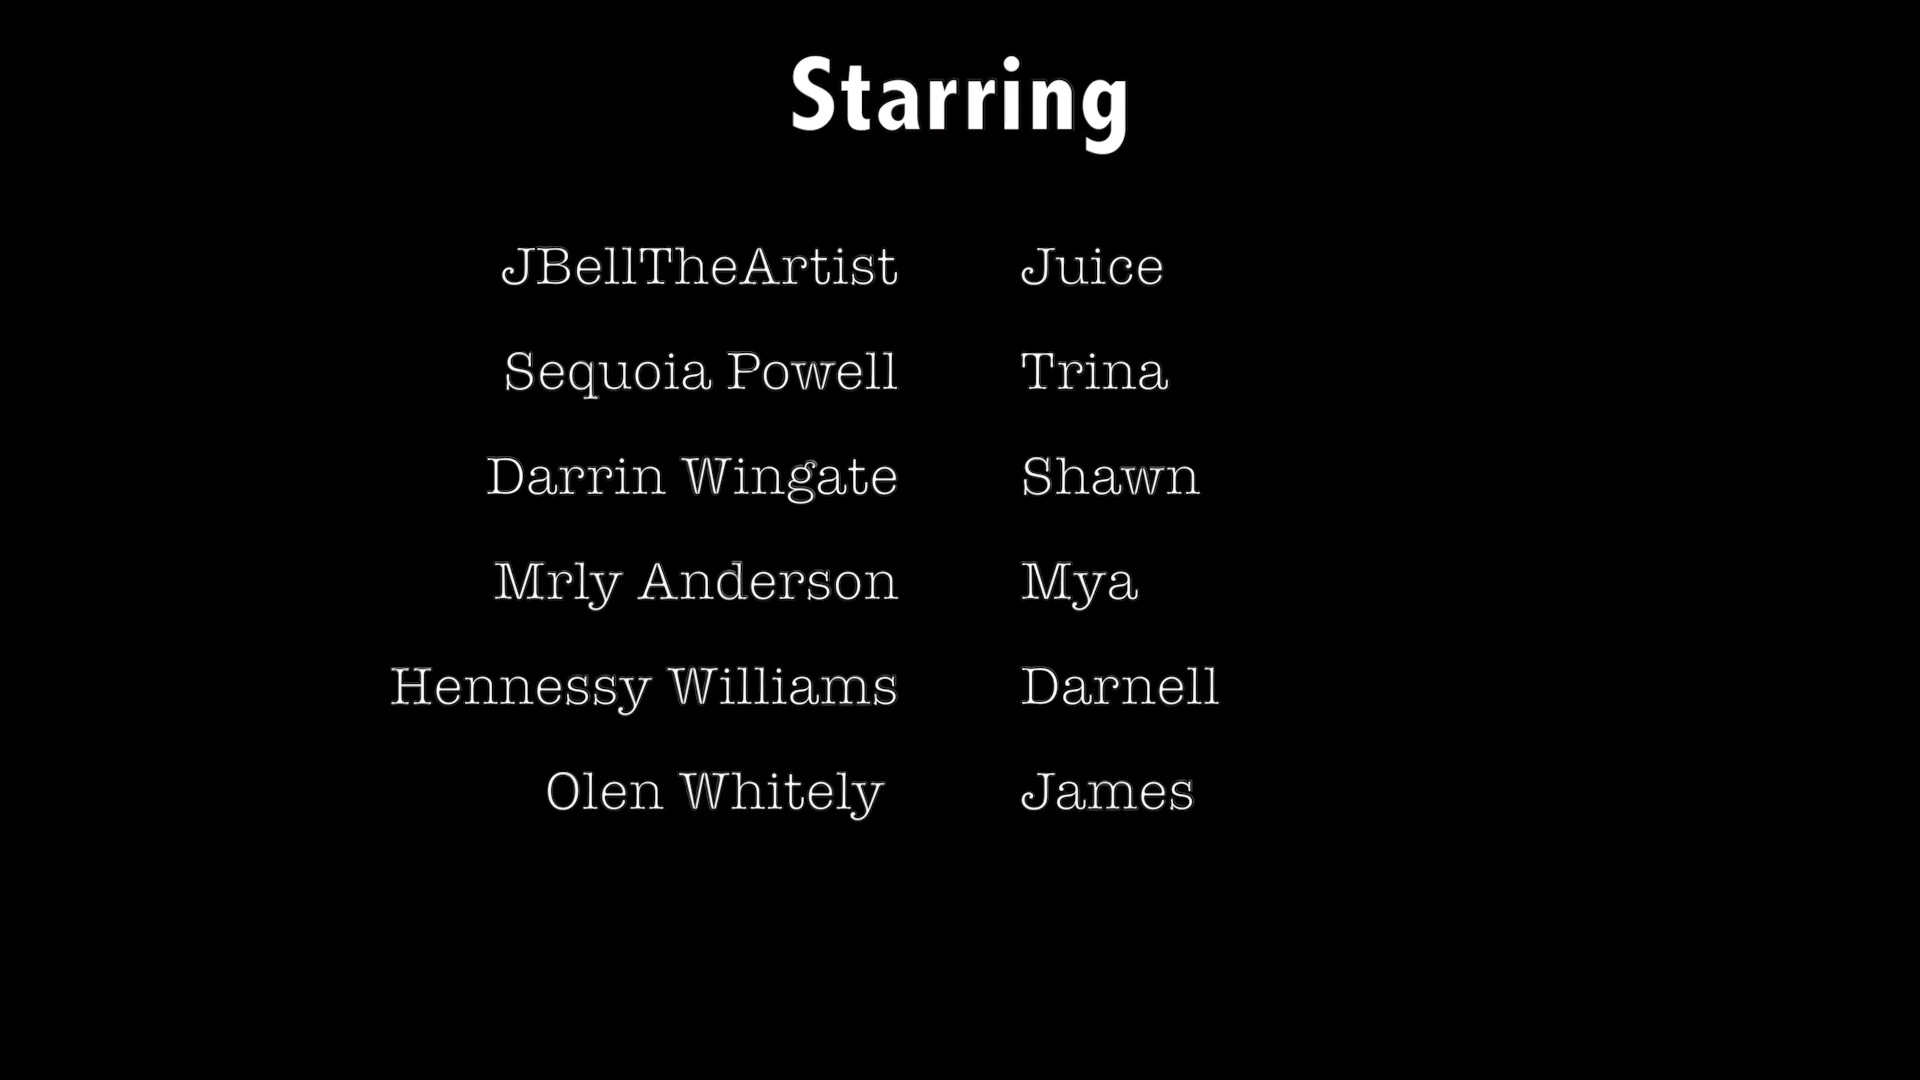 Starring
JBellTheArtist Juice
Sequoia Powell Trina
Darrin Wingate Shawn
Mrly Anderson Mya
Hennessy Williams Darnell
Olen Whitely James